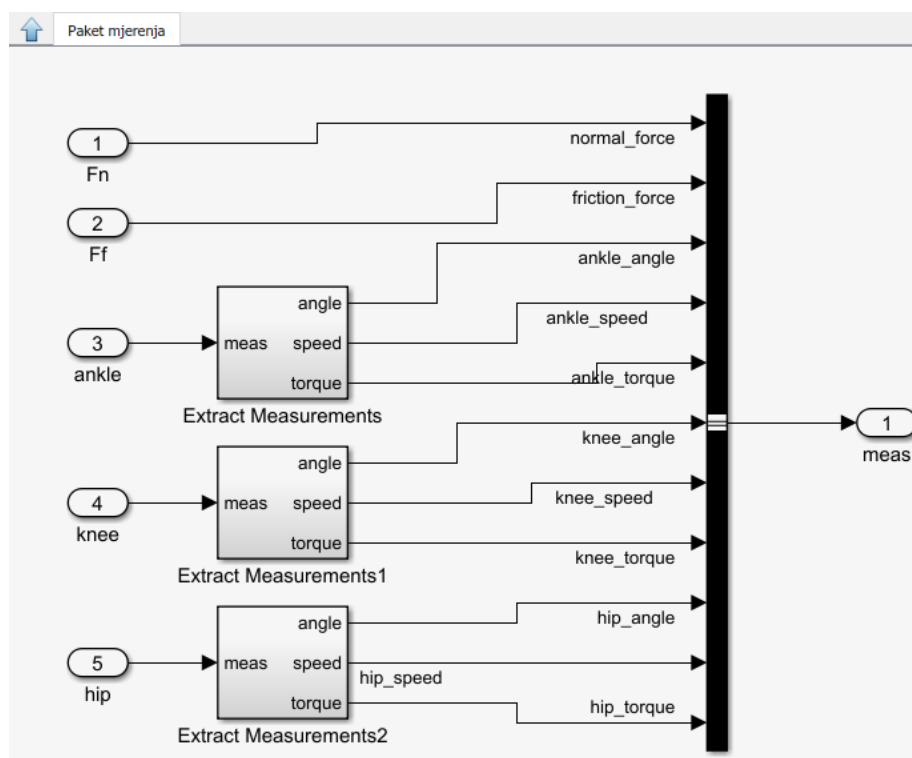 Paket mjerenja
1
Fn
normal_force
2
Ff
friction_force
ankle_angle
3
ankle
meas
angle
speed
torque
Extract Measurements
ankle_speed
ankle_torque
4
knee
meas
angle
speed
torque
Extract Measurements1
knee_angle
knee_speed
knee_torque
1
meas
5
hip
meas
angle
speed
torque
Extract Measurements2
hip_angle
hip_speed
hip_torque